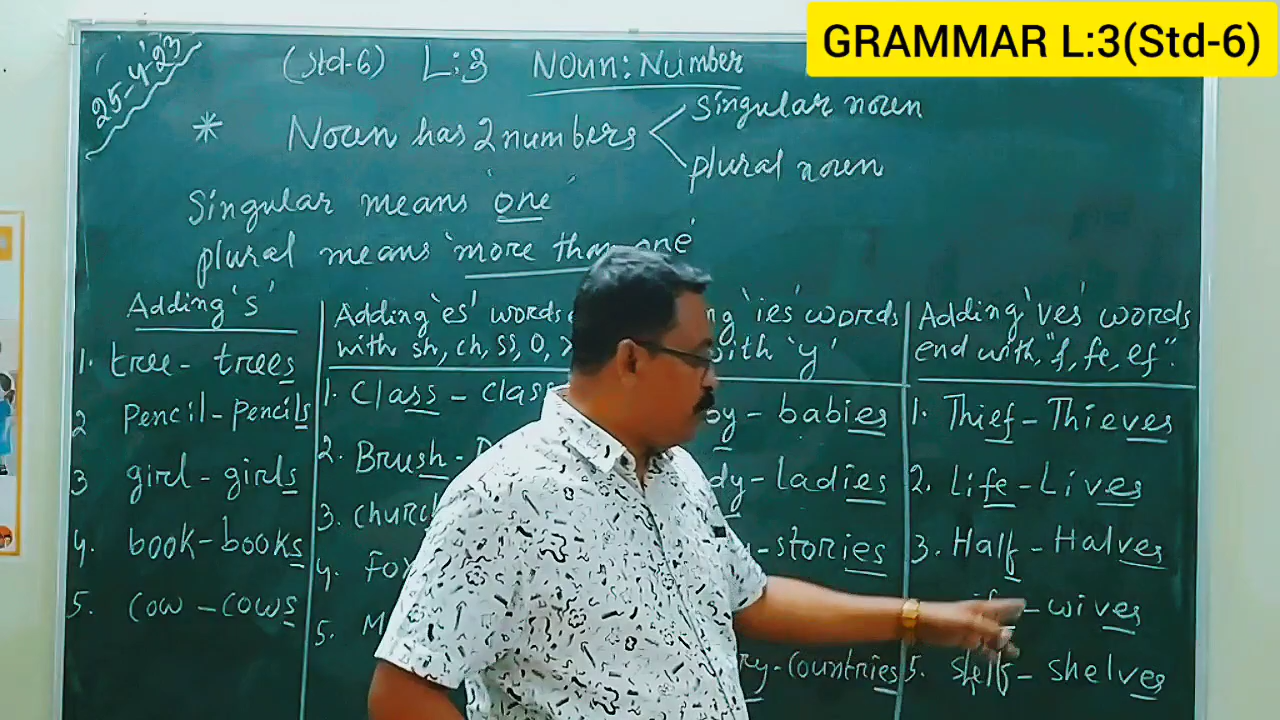 GRAMMAR L:3(Std-6)
25-4-23
(Std-6) L:3 Noun: Number
* Noun has 2 numbers
singular noun
plural noun
Singular means 'one'
plural means 'more than one'
Adding 's'
1. tree - trees
2 Pencil - pencils
3 girl - girls
4. book - books
5. Cow - cows
Adding 'es' words
with sh, ch, ss, o,
1. Class - class
2. Brush -
3. church
4. fox
5. M
'ies' words
with 'y'
- babies
- ladies
- stories
- Countries
Adding 'ves' words
end with, "f, fe, ef".
1. Thief - Thieves
2. Life - Lives
3. Half - Halves
- wives
5. shelf - shelves